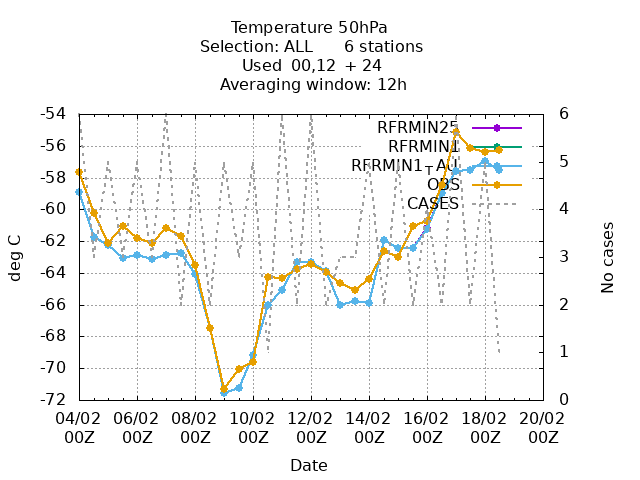 Temperature 50hPa
Selection: ALL 6 stations
Used 00,12 + 24
Averaging window: 12h
-54 6
RFRMIN25
RFRMIN1
-56
RFRMIN1_AU
5
-58
OBS
CASES
-60 4
-62
deg C
No cases
3
-64
-66 2
-68
1
-70
-72 0
04/02 06/02 08/02 10/02 12/02 14/02 16/02 18/02 20/02
00Z 00Z 00Z 00Z 00Z 00Z 00Z 00Z 00Z
Date